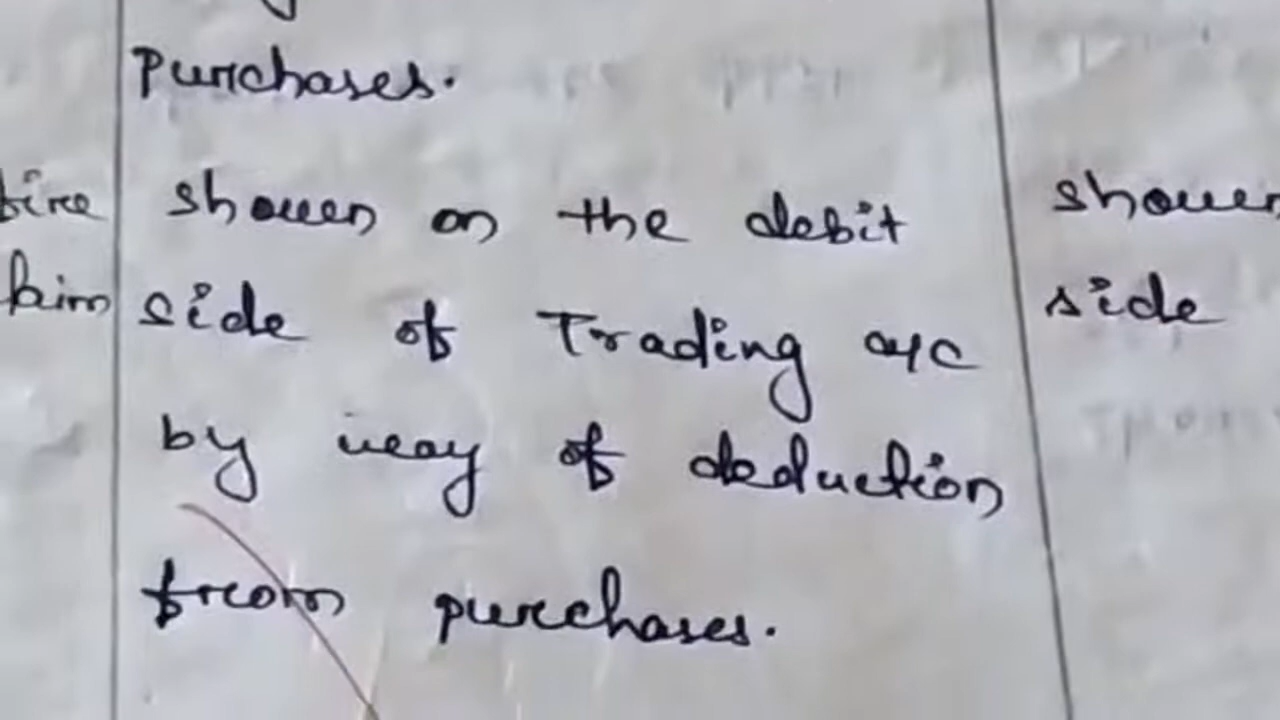 Purchases.
shown on the debit shown
side of Trading a/c side
by way of deduction
from purchases.